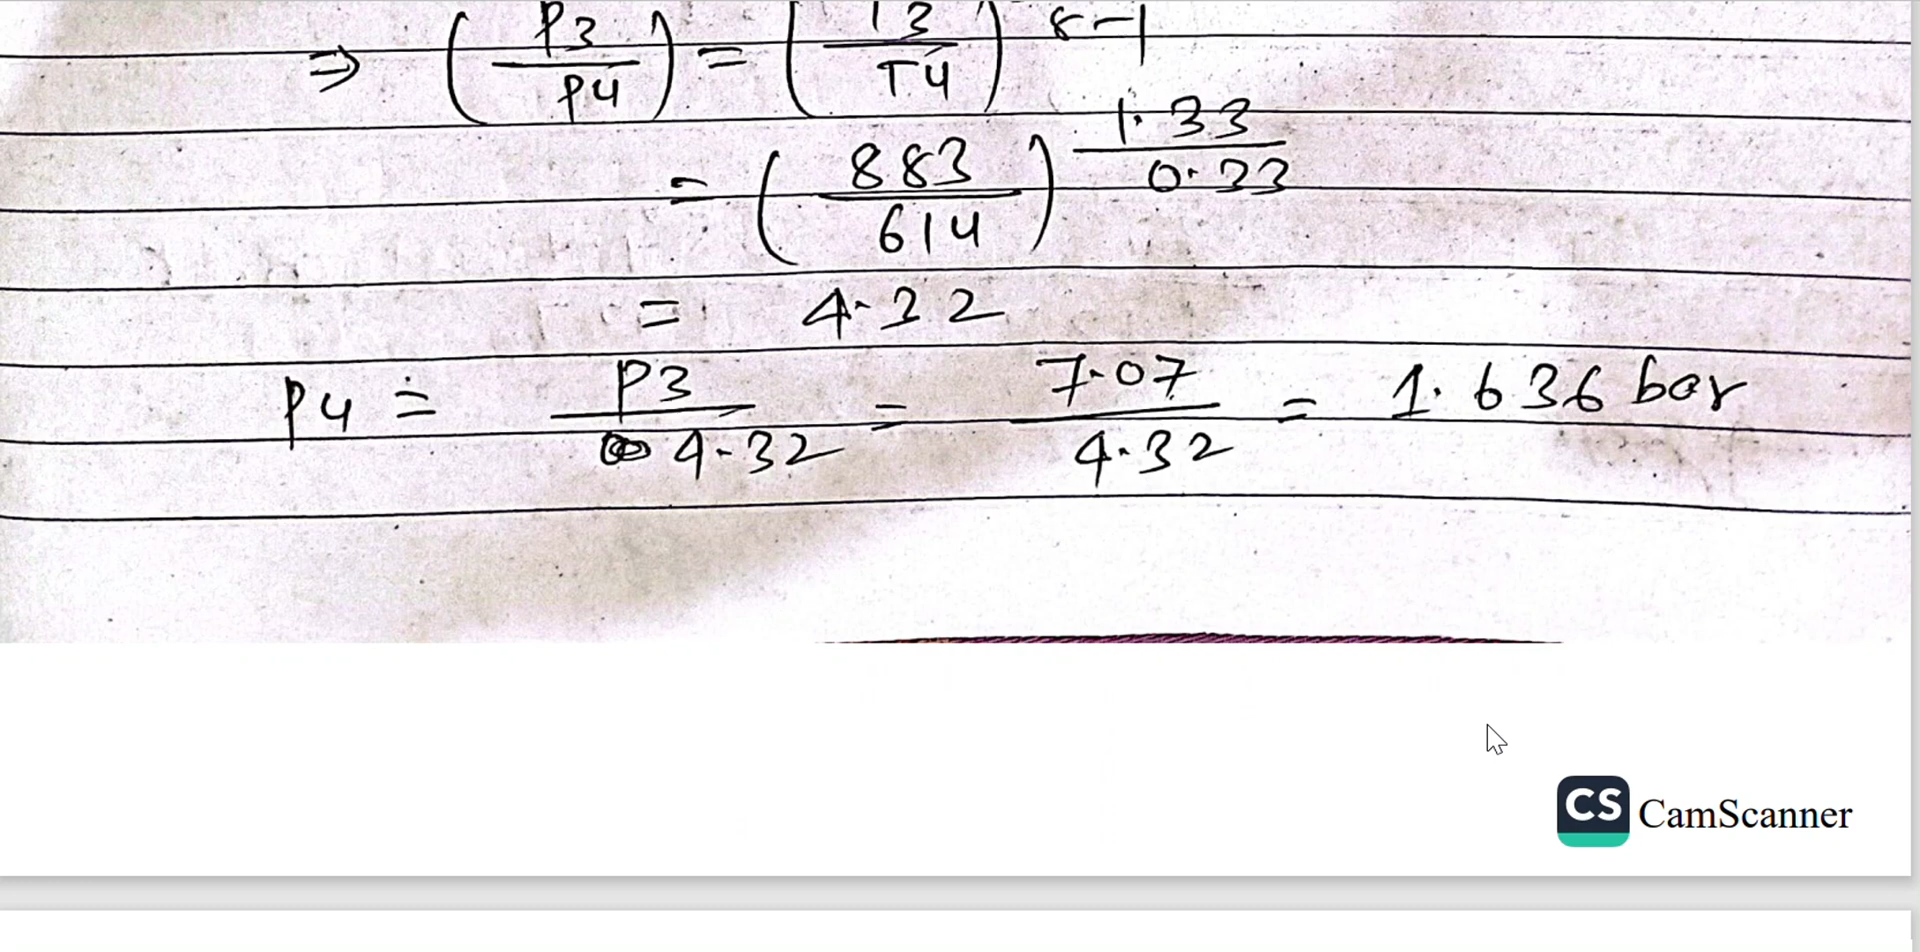 ⇒ (P3/P4) = (T3/T4) γ-1
= (883/614)^(1.33/0.33)
= 4.32
P4 = P3/4.32 = 7.07/4.32 = 1.636 bar
CS CamScanner